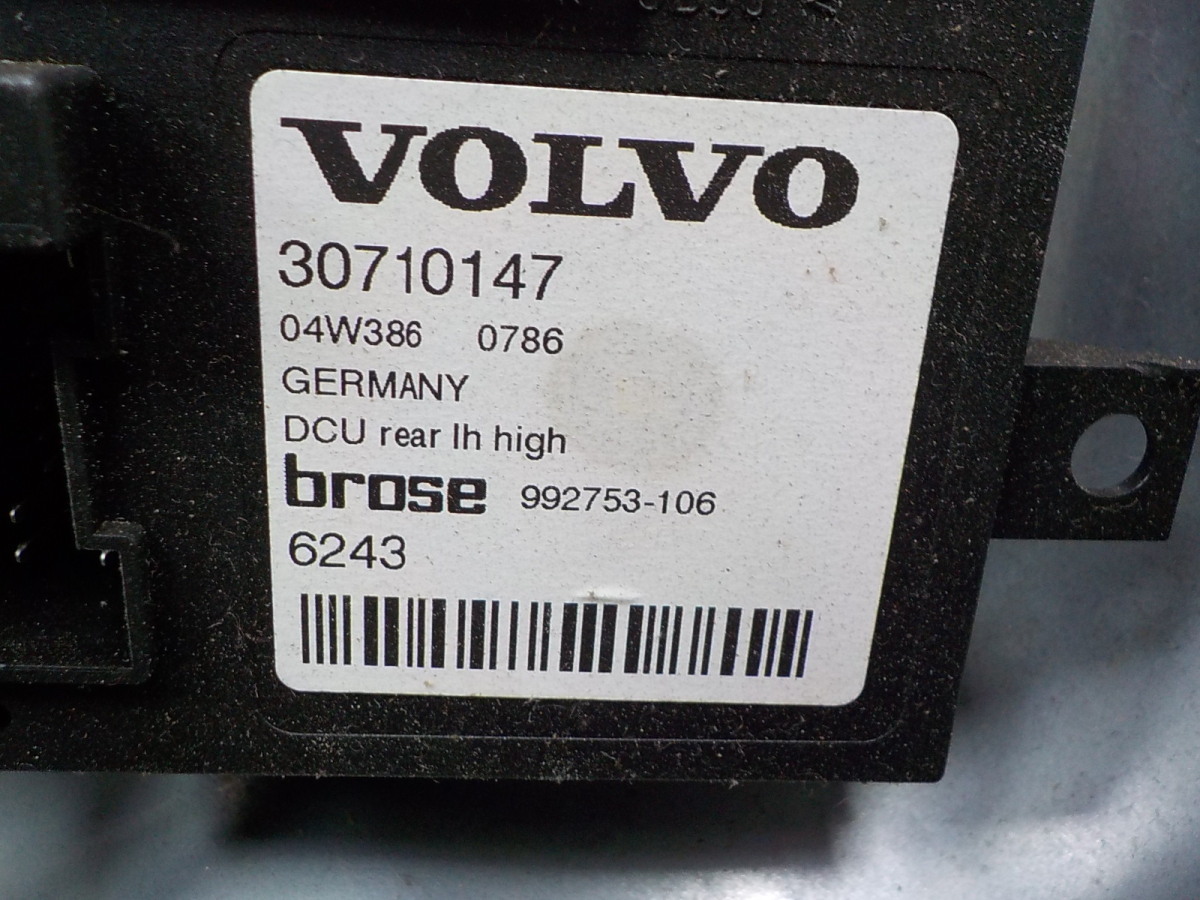 VOLVO
30710147
04W386 0786
GERMANY
DCU rear lh high
brose 992753-106
6243